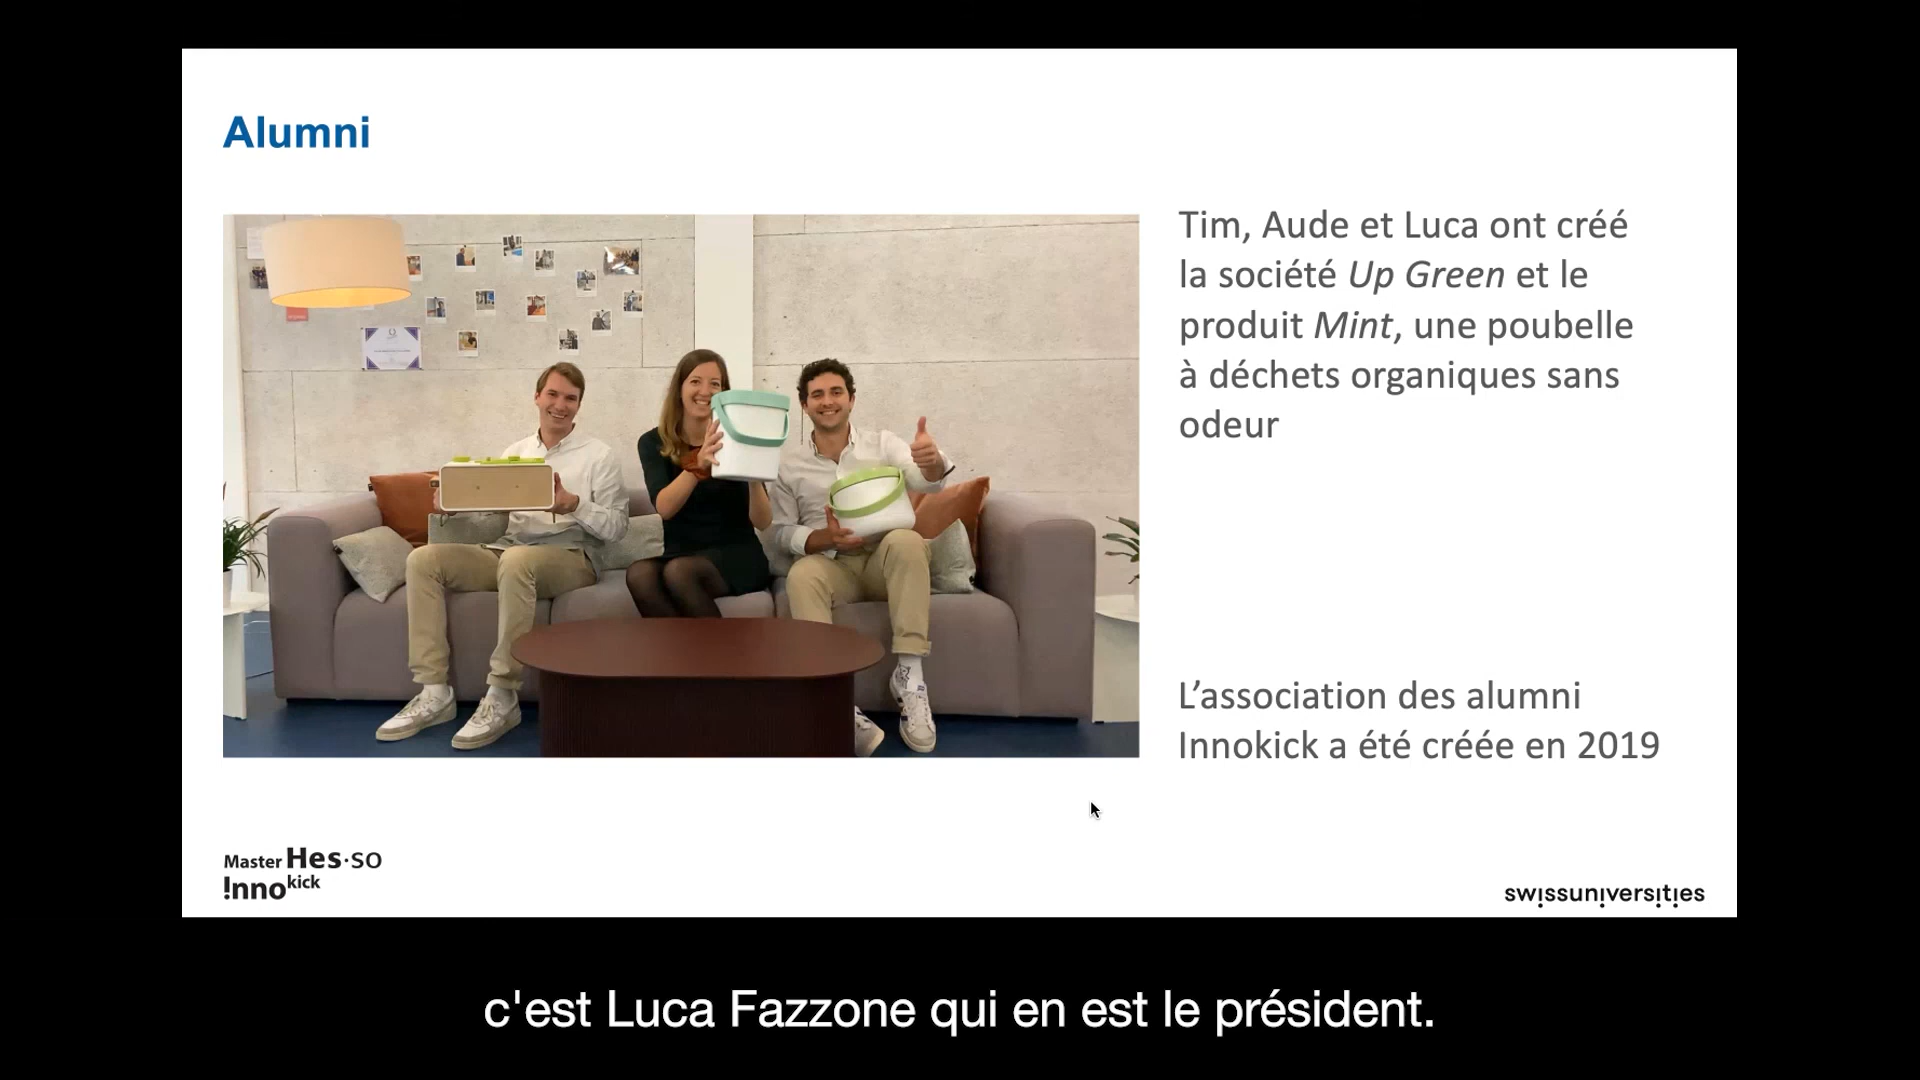 Alumni
Tim, Aude et Luca ont créé
la société Up Green et le
produit Mint, une poubelle
à déchets organiques sans
odeur
L’association des alumni
Innokick a été créée en 2019
Master Hes·so
!nnokick
swissuniversities
c'est Luca Fazzone qui en est le président.